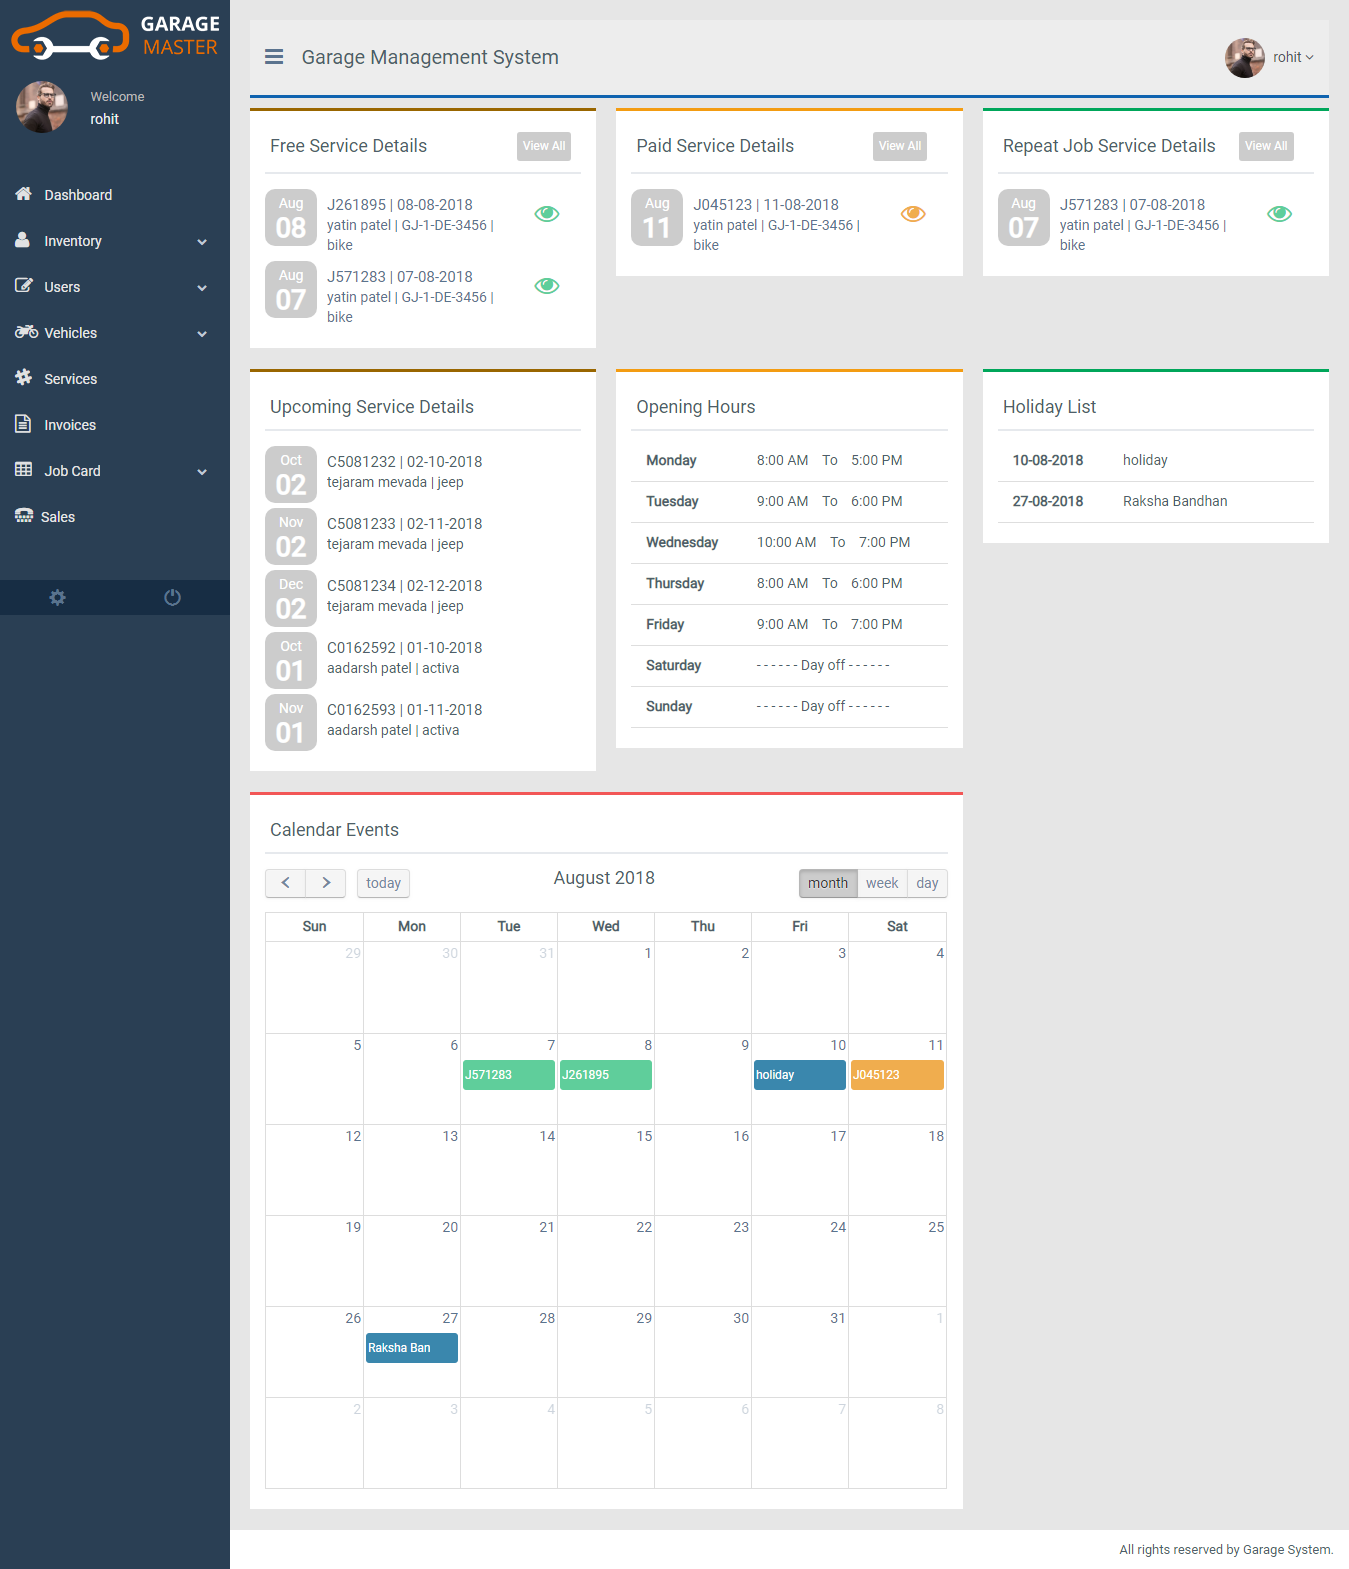 GARAGE
MASTER
Welcome
rohit
Dashboard
Inventory
Users
Vehicles
Services
Invoices
Job Card
Sales
Garage Management System
rohit
Free Service Details
View All
Aug
08
J261895 | 08-08-2018
yatin patel | GJ-1-DE-3456 |
bike
Aug
07
J571283 | 07-08-2018
yatin patel | GJ-1-DE-3456 |
bike
Paid Service Details
View All
Aug
11
J045123 | 11-08-2018
yatin patel | GJ-1-DE-3456 |
bike
Repeat Job Service Details
View All
Aug
07
J571283 | 07-08-2018
yatin patel | GJ-1-DE-3456 |
bike
Upcoming Service Details
Oct
02
C5081232 | 02-10-2018
tejaram mevada | jeep
Nov
02
C5081233 | 02-11-2018
tejaram mevada | jeep
Dec
02
C5081234 | 02-12-2018
tejaram mevada | jeep
Oct
01
C0162592 | 01-10-2018
aadarsh patel | activa
Nov
01
C0162593 | 01-11-2018
aadarsh patel | activa
Opening Hours
Monday 8:00 AM To 5:00 PM
Tuesday 9:00 AM To 6:00 PM
Wednesday 10:00 AM To 7:00 PM
Thursday 8:00 AM To 6:00 PM
Friday 9:00 AM To 7:00 PM
Saturday - - - - - - Day off - - - - - -
Sunday - - - - - - Day off - - - - - -
Holiday List
10-08-2018 holiday
27-08-2018 Raksha Bandhan
Calendar Events
today
August 2018
month week day
Sun Mon Tue Wed Thu Fri Sat
29 30 31 1 2 3 4
5 6 7 8 9 10 11
J571283 J261895 holiday J045123
12 13 14 15 16 17 18
19 20 21 22 23 24 25
26 27 28 29 30 31 1
Raksha Ban
2 3 4 5 6 7 8
All rights reserved by Garage System.